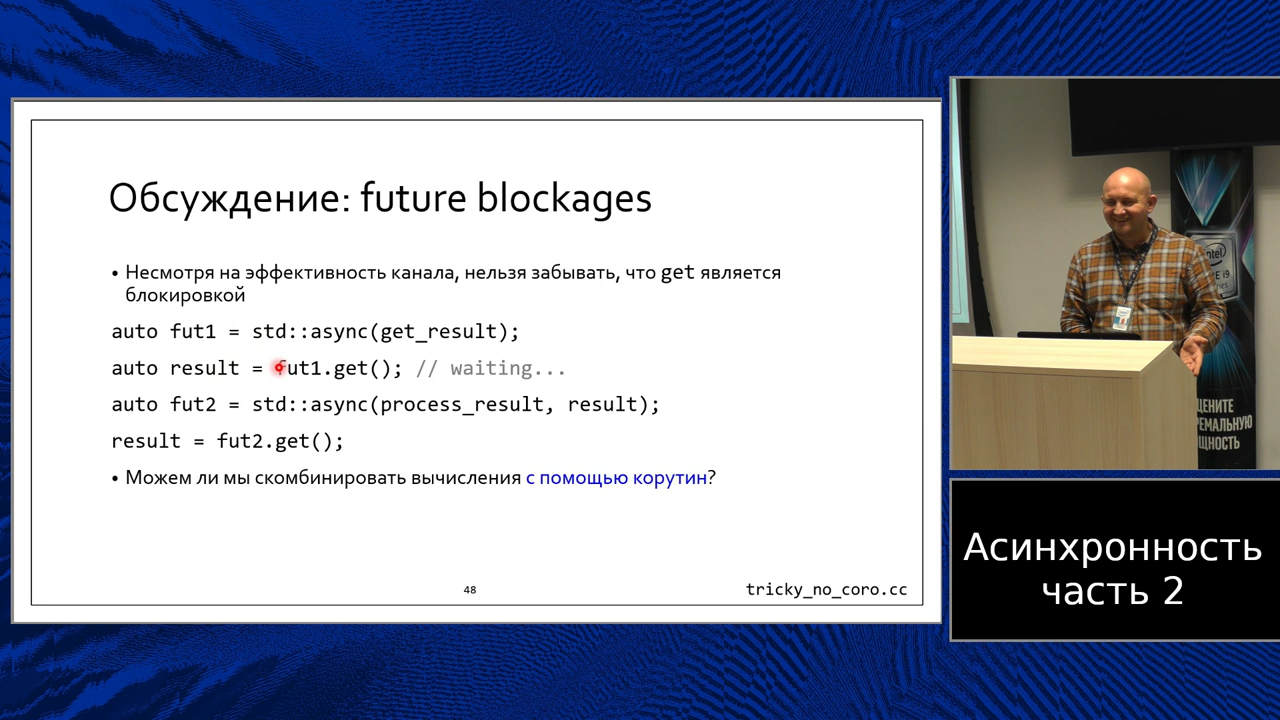 Обсуждение: future blockages
• Несмотря на эффективность канала, нельзя забывать, что get является
блокировкой
auto fut1 = std::async(get_result);
auto result = fut1.get(); // waiting...
auto fut2 = std::async(process_result, result);
result = fut2.get();
• Можем ли мы скомбинировать вычисления с помощью корутин?
48
tricky_no_coro.cc
Асинхронность
часть 2